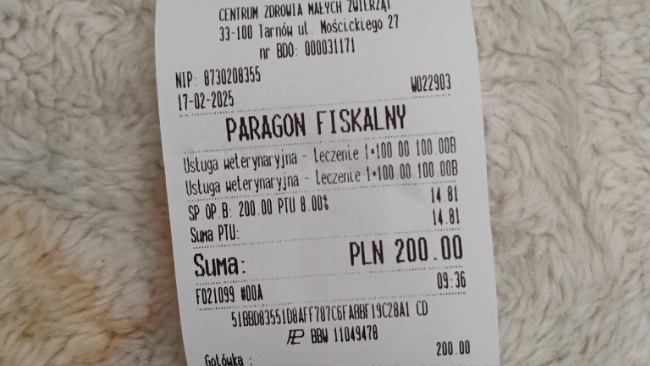 CENTRUM ZDROWIA MAŁYCH ZWIERZĄT
33-100 Tarnów ul. Mościckiego 27
nr BDO: 000031171
NIP: 8730208355
17-02-2025 W022903
PARAGON FISKALNY
Usługa weterynaryjna - leczenie 1*100.00 100.00B
Usługa weterynaryjna - leczenie 1*100.00 100.00B
SP.OP.B: 200.00 PTU 8.00% 14.81
Suma PTU: 14.81
SUMA: PLN 200.00
F021099 #00A 09:36
51BBD83551D8AFF787C6FABBF19C28A1 CD
PL BBW 11049478
Gotówka : 200.00